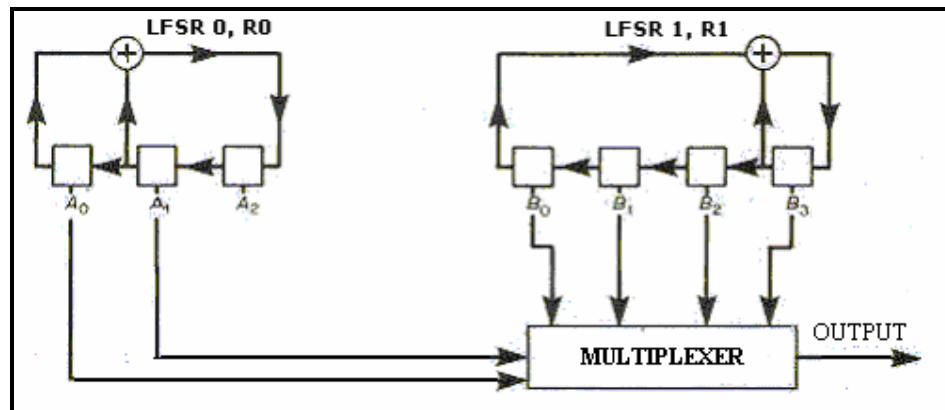 LFSR 0, R0
LFSR 1, R1
A0 A1 A2
B0 B1 B2 B3
OUTPUT
MULTIPLEXER